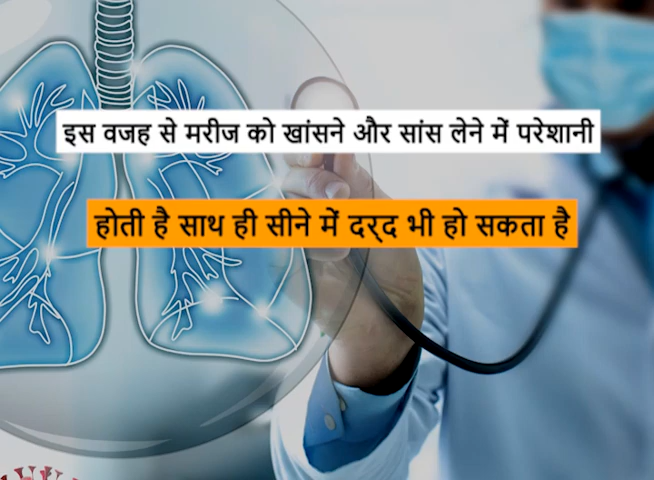 इस वजह से मरीज को खांसने और सांस लेने में परेशानी
होती है साथ ही सीने में दर्‌द भी हो सकता है